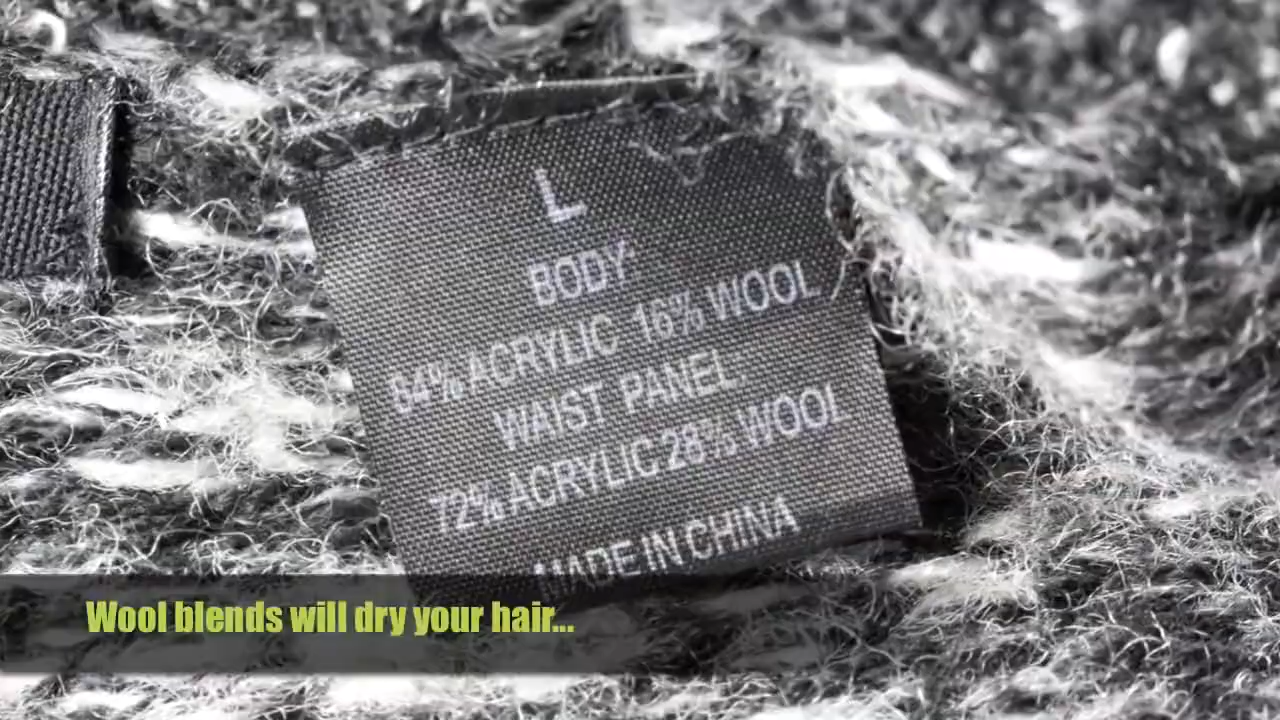 L
BODY
84% ACRYLIC 16% WOOL
WAIST PANEL
72% ACRYLIC 28% WOOL
MADE IN CHINA
Wool blends will dry your hair...